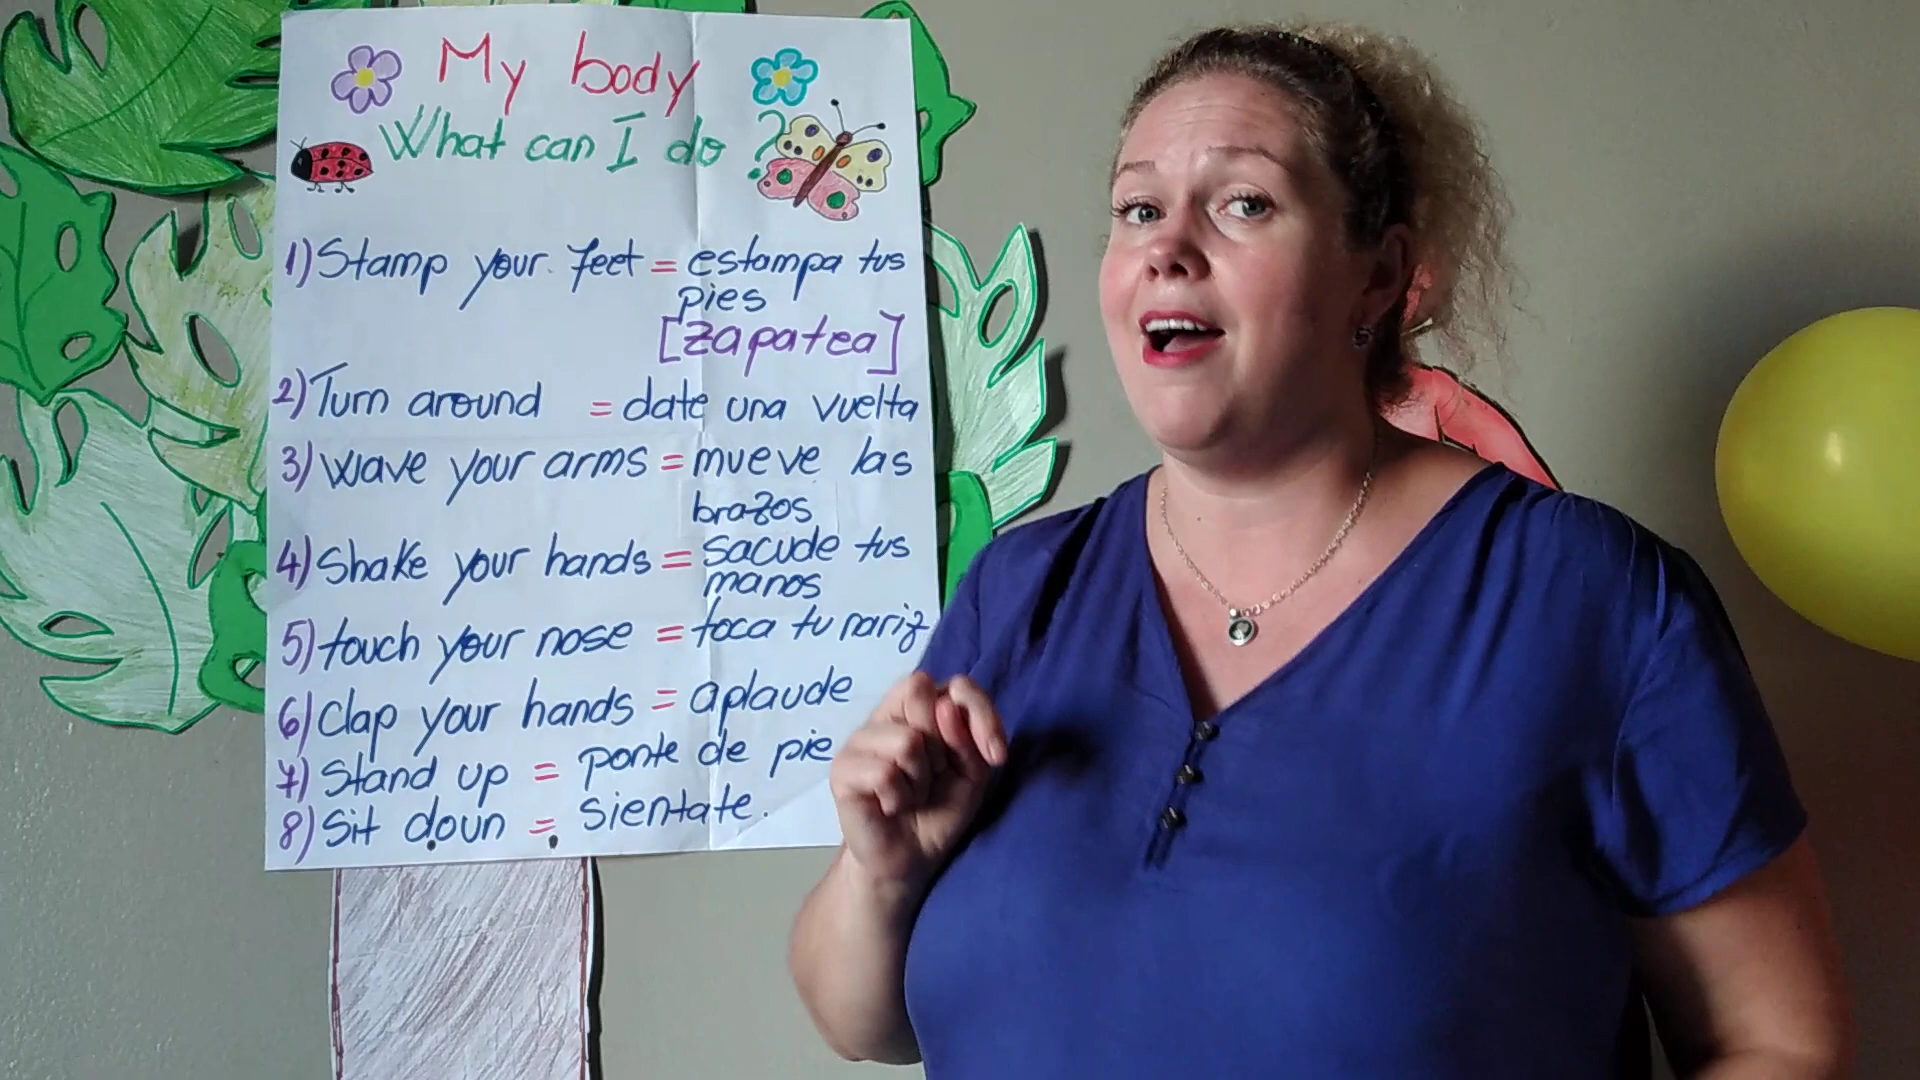 My body
What can I do ?
1) Stamp your feet = estampa tus
pies
[zapatea]
2) Turn around = date una vuelta
3) wave your arms = mueve las
brazos
4) Shake your hands = sacude tus
manos
5) touch your nose = toca tu nariz
6) Clap your hands = aplaude
7) Stand up = ponte de pie
8) Sit doun = sientate.